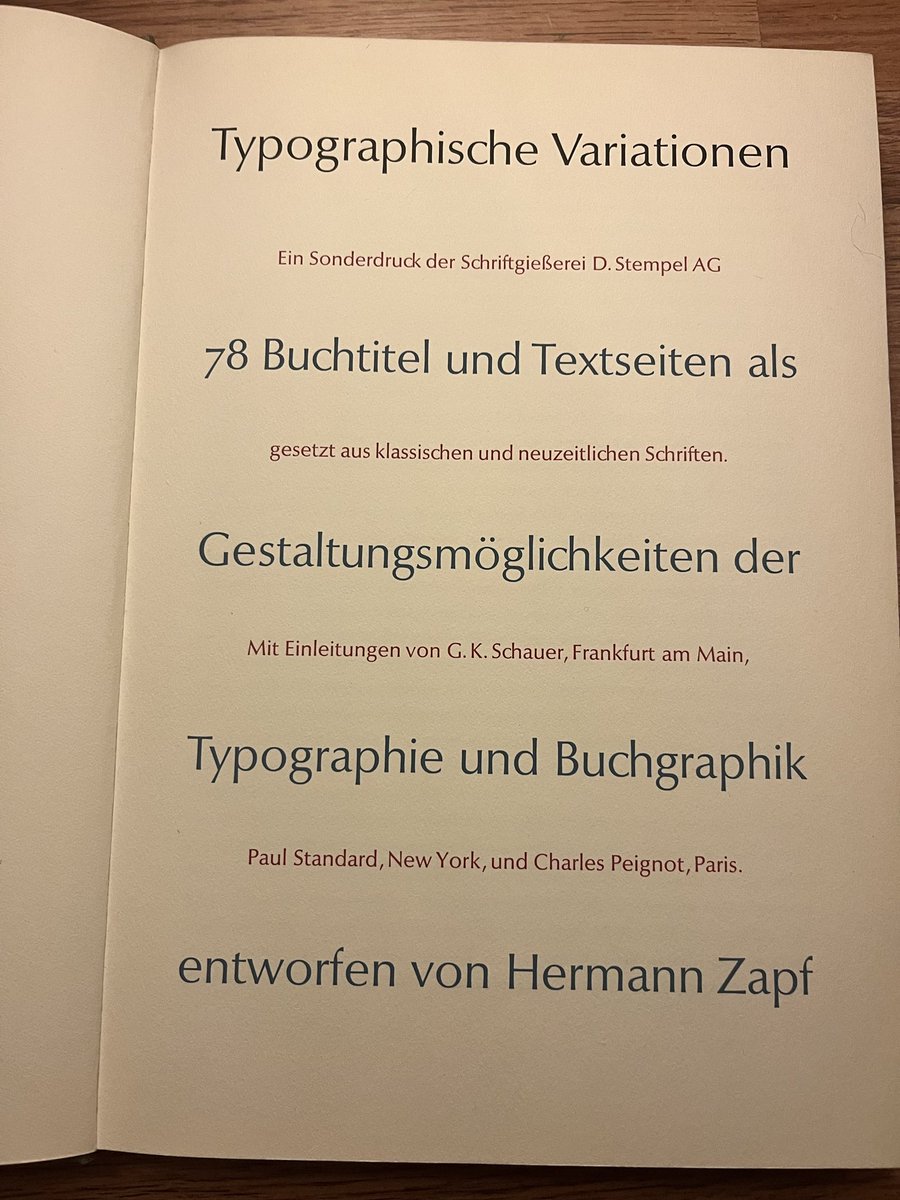 Typographische Variationen
Ein Sonderdruck der Schriftgießerei D. Stempel AG
78 Buchtitel und Textseiten als
gesetzt aus klassischen und neuzeitlichen Schriften.
Gestaltungsmöglichkeiten der
Mit Einleitungen von G. K. Schauer, Frankfurt am Main,
Typographie und Buchgraphik
Paul Standard, New York, und Charles Peignot, Paris.
entworfen von Hermann Zapf